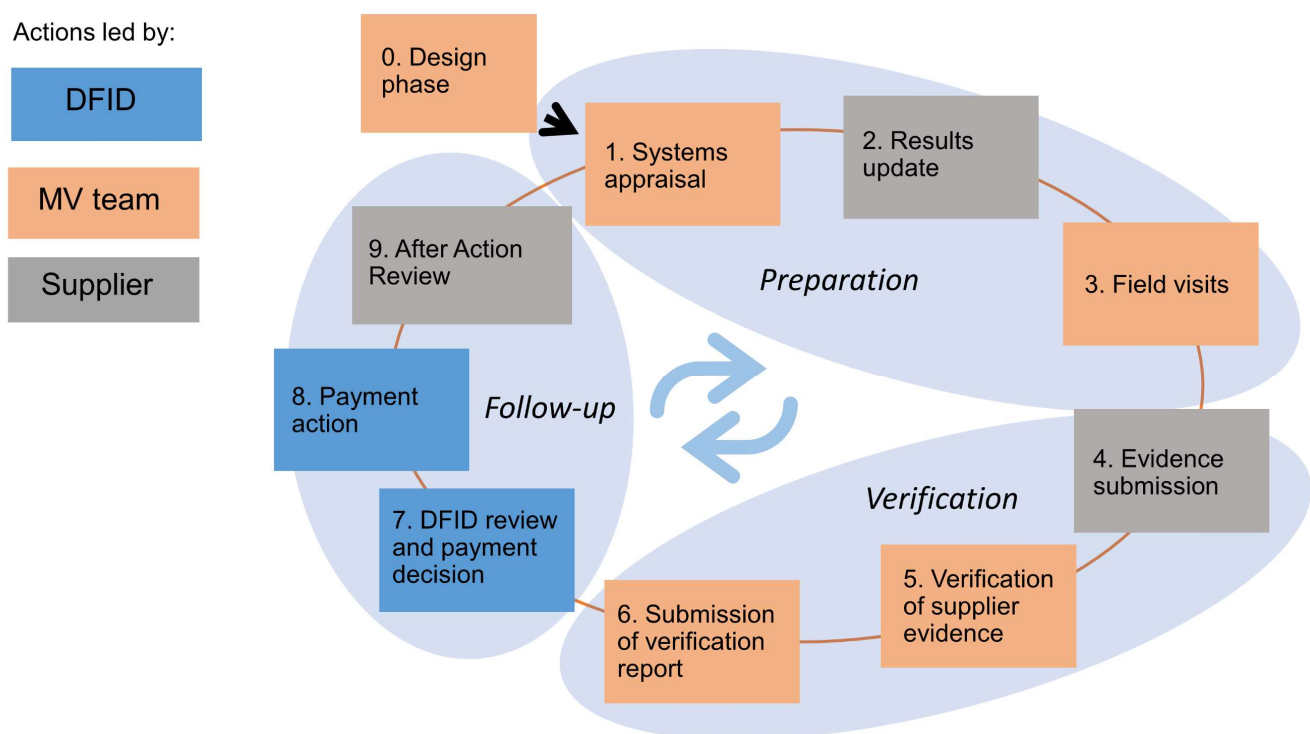 Actions led by:
DFID
MV team
Supplier
0. Design
phase
1. Systems
appraisal
2. Results
update
3. Field visits
Preparation
4. Evidence
submission
Verification
5. Verification
of supplier
evidence
6. Submission
of verification
report
7. DFID review
and payment
decision
8. Payment
action
Follow-up
9. After Action
Review